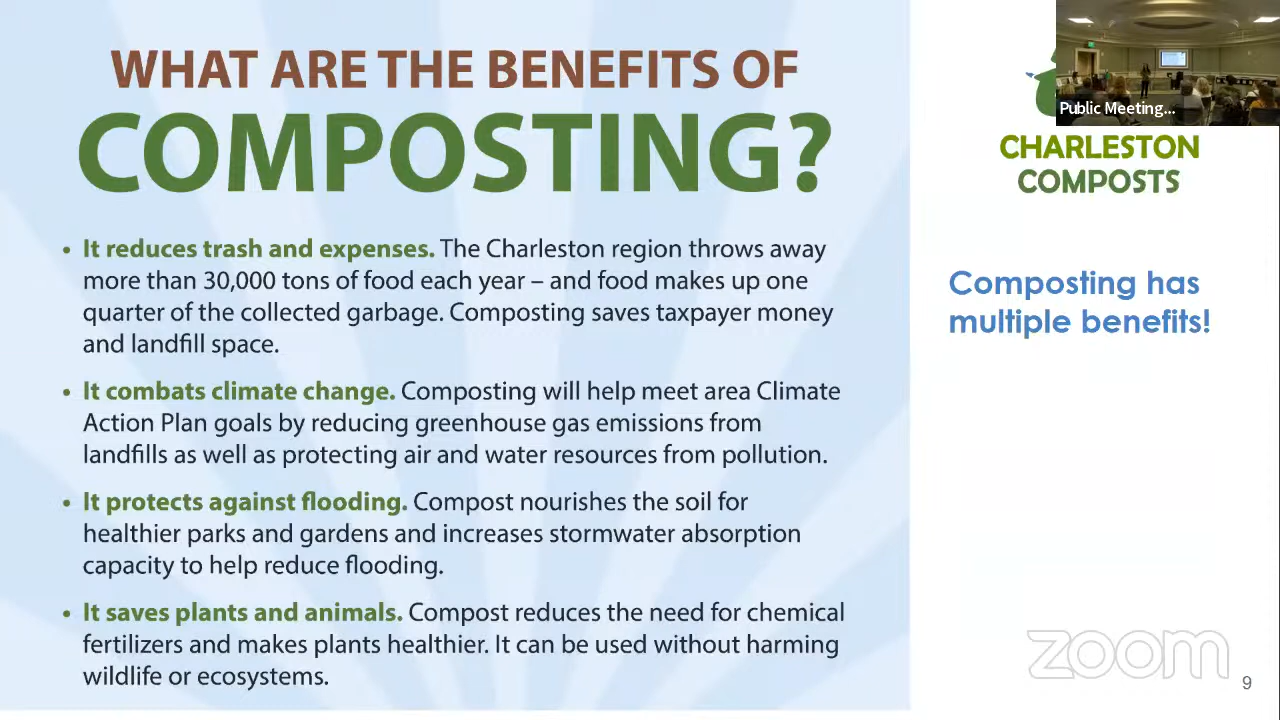 WHAT ARE THE BENEFITS OF
COMPOSTING?
• It reduces trash and expenses. The Charleston region throws away
more than 30,000 tons of food each year – and food makes up one
quarter of the collected garbage. Composting saves taxpayer money
and landfill space.
• It combats climate change. Composting will help meet area Climate
Action Plan goals by reducing greenhouse gas emissions from
landfills as well as protecting air and water resources from pollution.
• It protects against flooding. Compost nourishes the soil for
healthier parks and gardens and increases stormwater absorption
capacity to help reduce flooding.
• It saves plants and animals. Compost reduces the need for chemical
fertilizers and makes plants healthier. It can be used without harming
wildlife or ecosystems.
Public Meeting...
CHARLESTON
COMPOSTS
Composting has
multiple benefits!
zoom
9